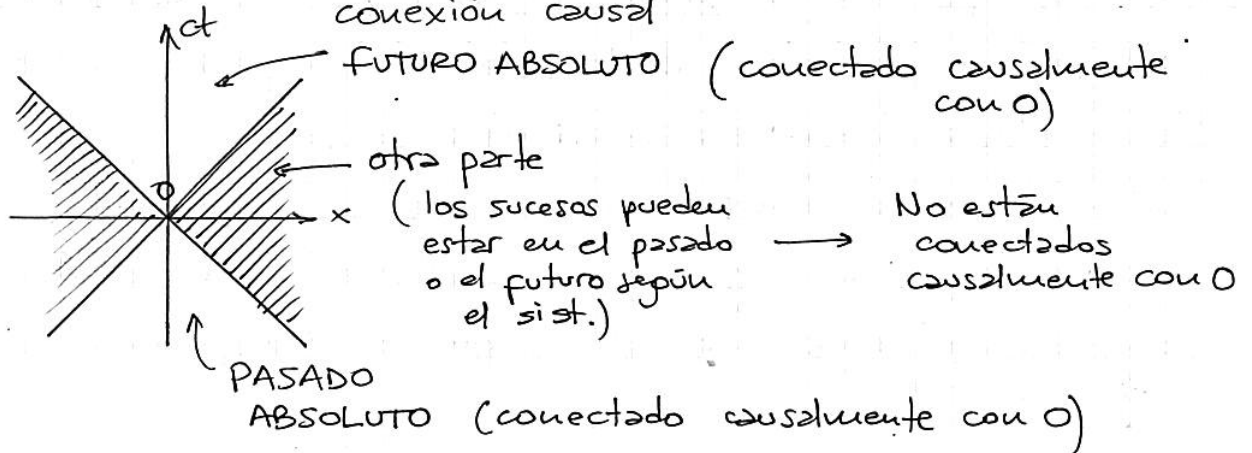 conexión causal
ct
FUTURO ABSOLUTO (conectado causalmente
con O)
otra parte
O
x
(los sucesos pueden
estar en el pasado
o el futuro según
el sist.)
No están
conectados
causalmente con O
PASADO
ABSOLUTO (conectado causalmente con O)